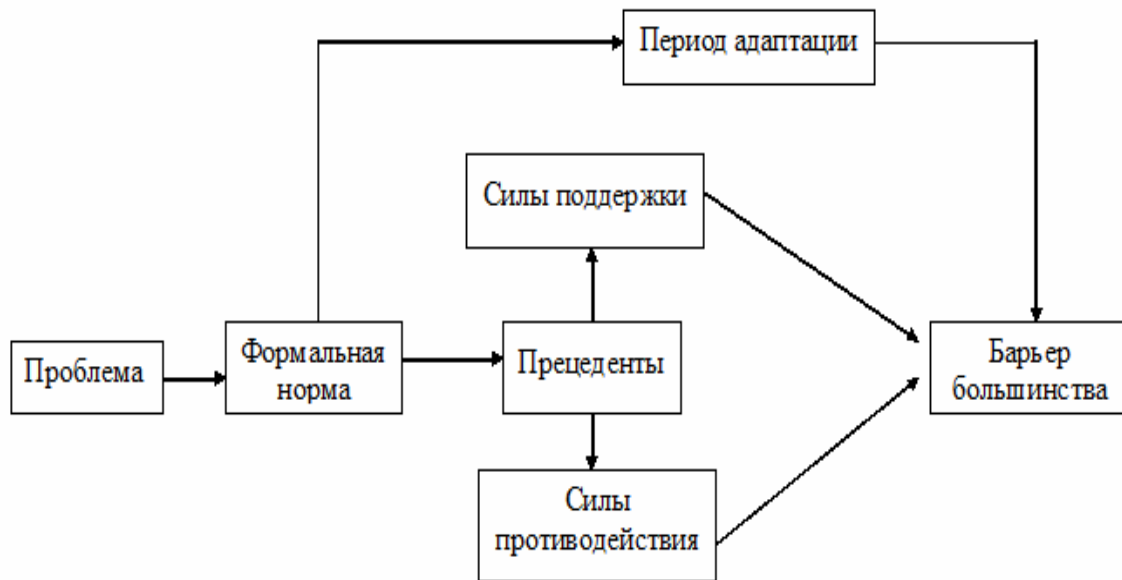 Период адаптации
Силы поддержки
Проблема
Формальная
норма
Прецеденты
Барьер
большинства
Силы
противодействия